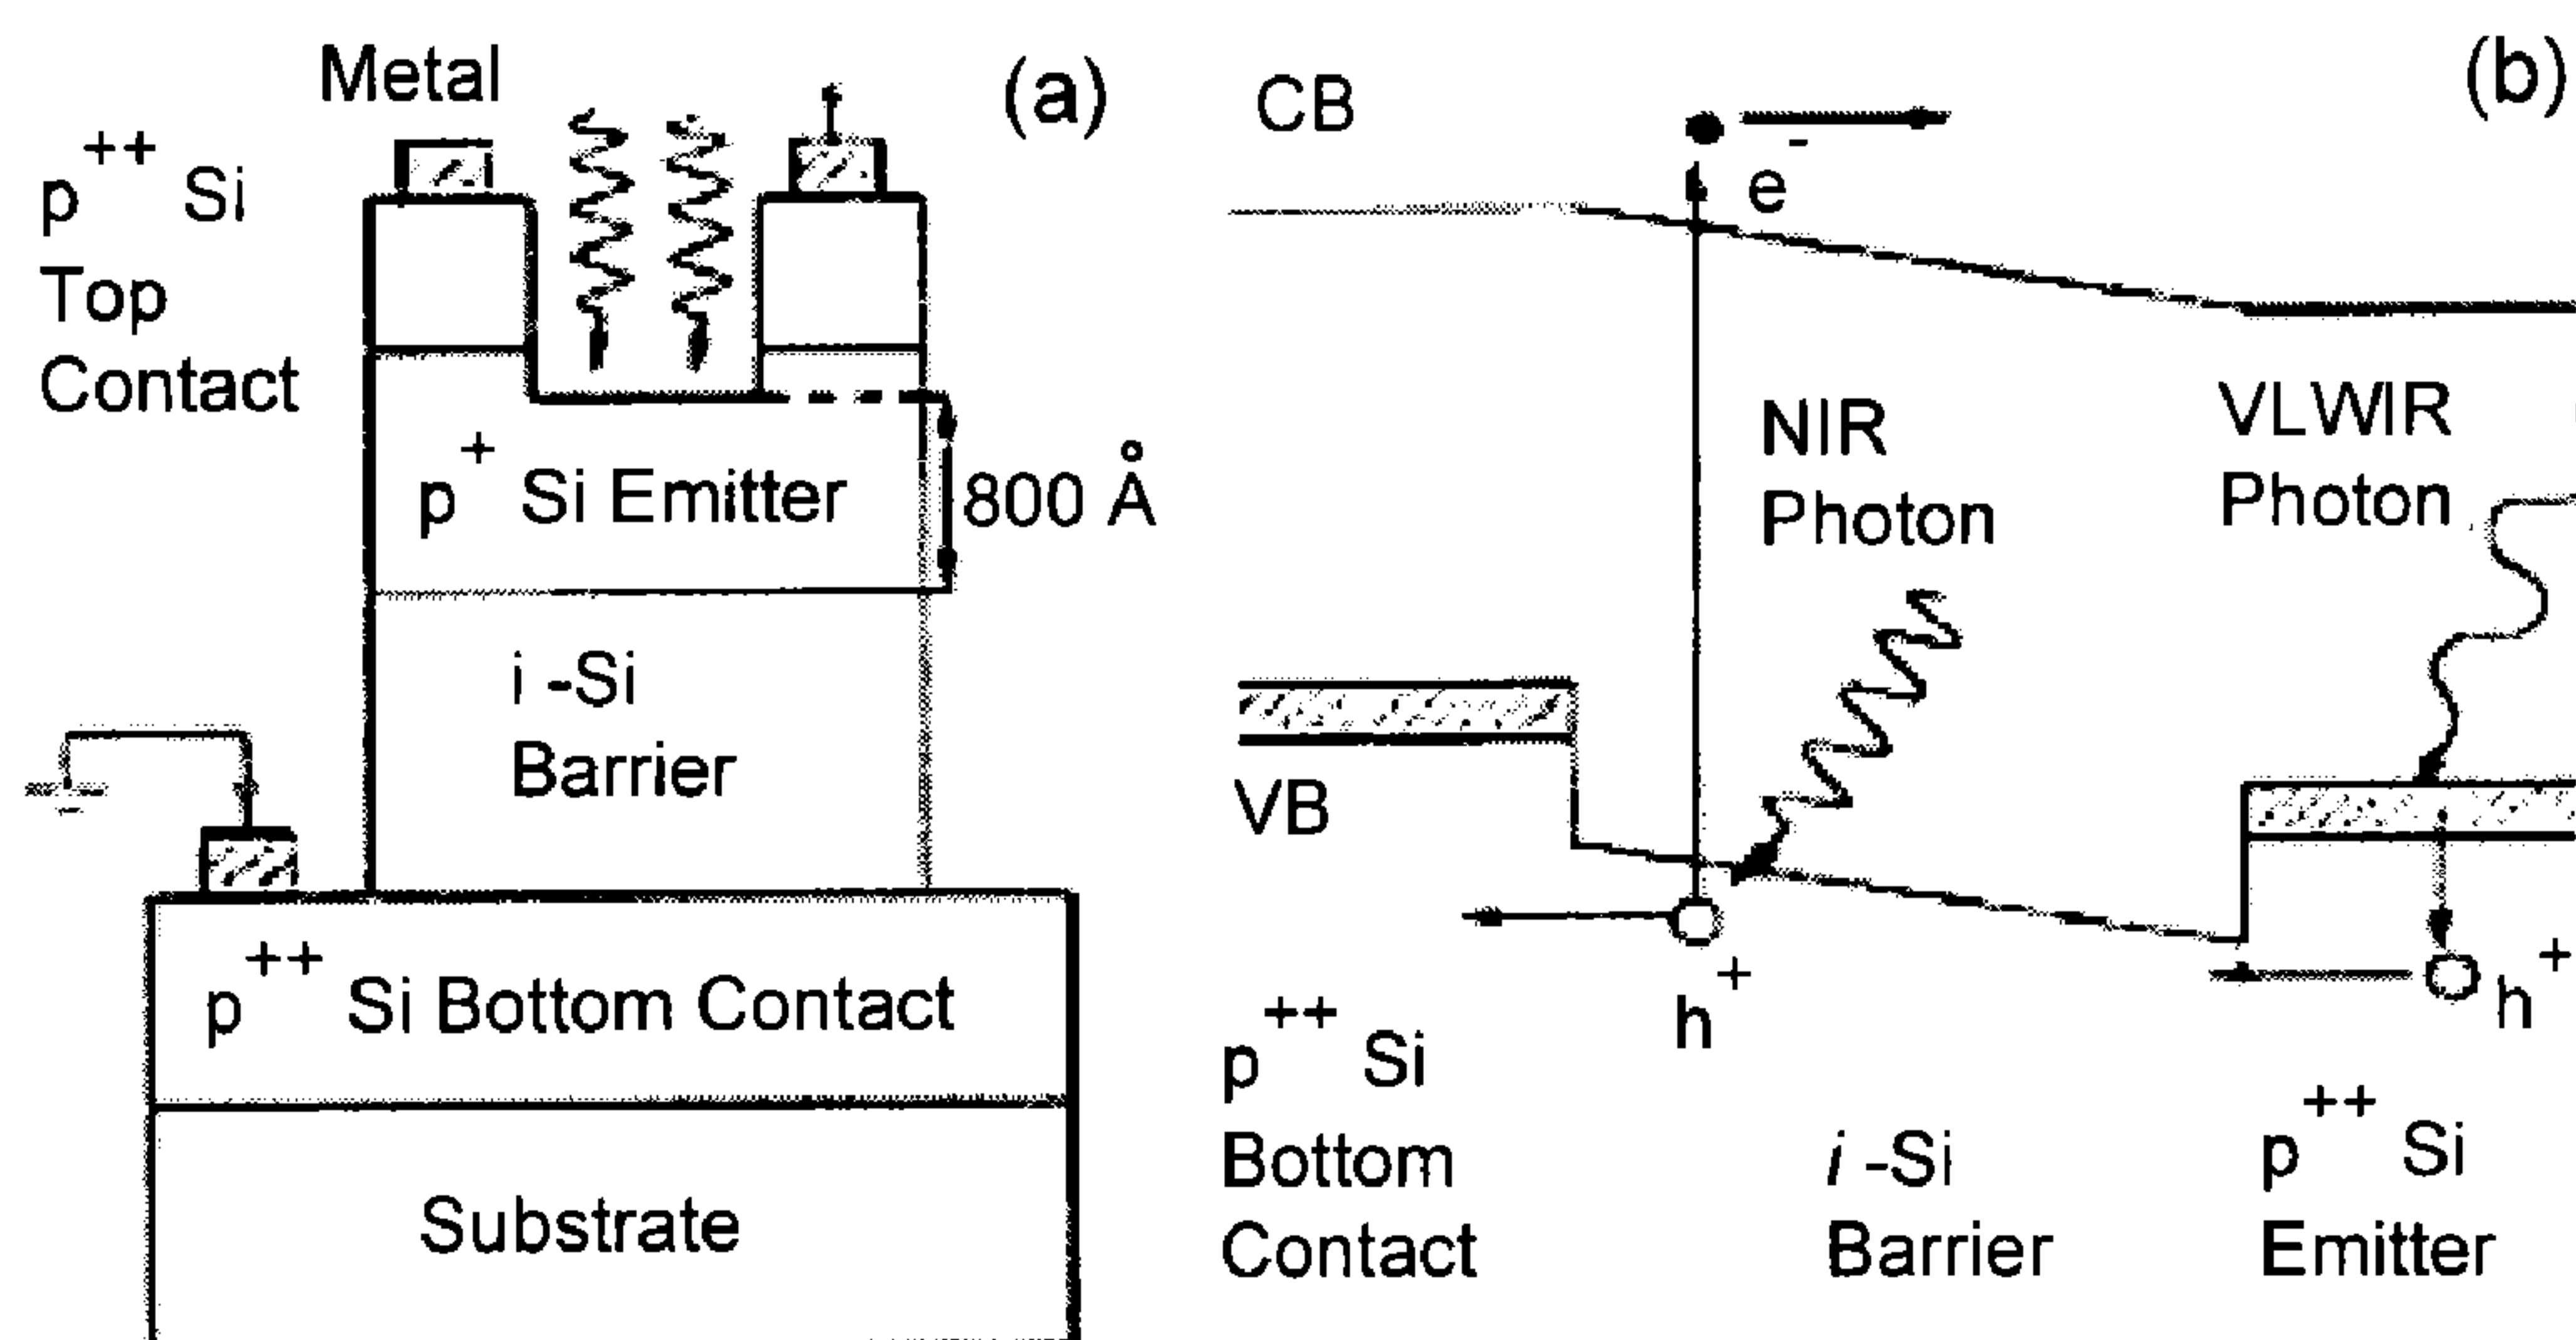 Metal
(a)
p++ Si
Top
Contact
p+ Si Emitter
800 Å
i -Si
Barrier
p++ Si Bottom Contact
Substrate
(b)
CB
e-
NIR
Photon
VLWIR
Photon
VB
h+
h+
p++ Si
Bottom
Contact
i -Si
Barrier
p++ Si
Emitter